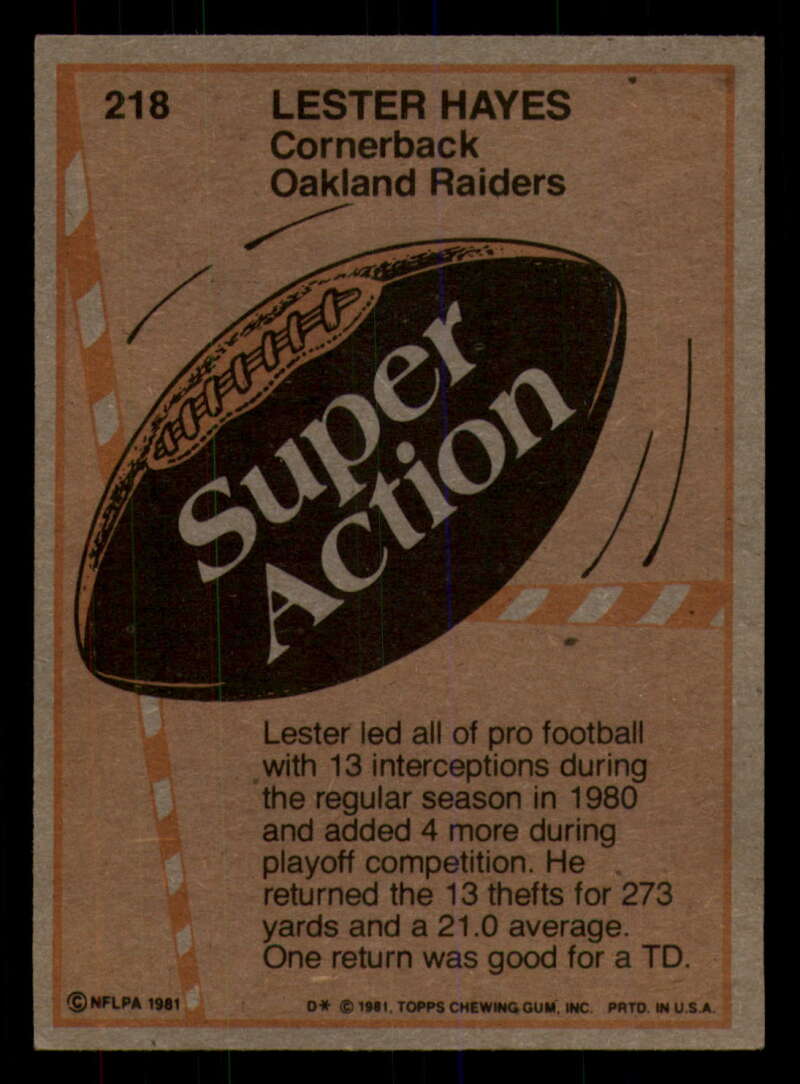 218
LESTER HAYES
Cornerback
Oakland Raiders
Super
Action
Lester led all of pro football
with 13 interceptions during
the regular season in 1980
and added 4 more during
playoff competition. He
returned the 13 thefts for 273
yards and a 21.0 average.
One return was good for a TD.
© NFLPA 1981
D* © 1981, TOPPS CHEWING GUM, INC. PRTD. IN U.S.A.